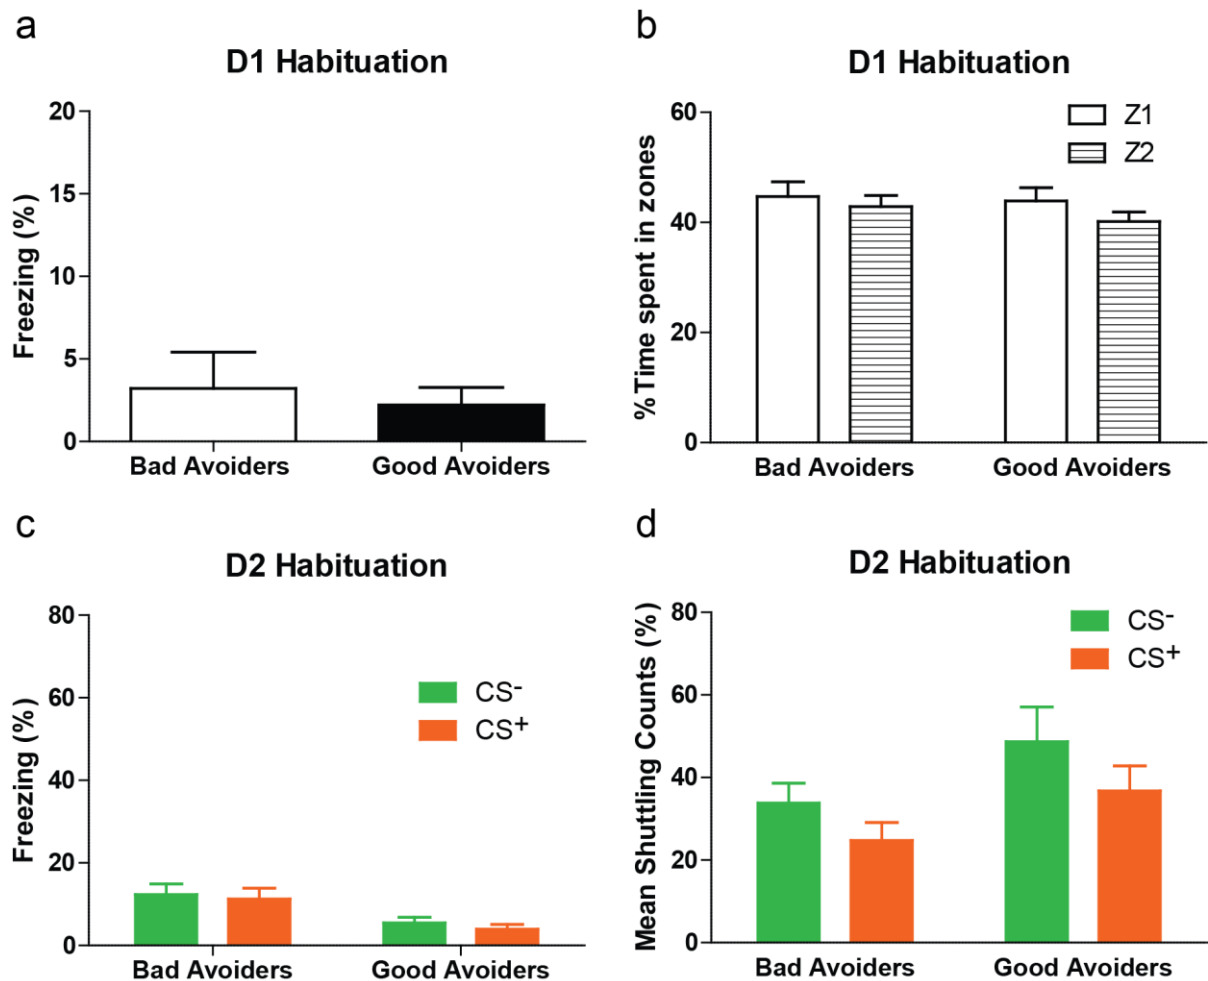 a
D1 Habituation
Freezing (%)
20
15
10
5
0
Bad Avoiders
Good Avoiders
b
D1 Habituation
% Time spent in zones
60
40
20
0
Z1
Z2
Bad Avoiders
Good Avoiders
c
D2 Habituation
Freezing (%)
80
60
40
20
0
CS-
CS+
Bad Avoiders
Good Avoiders
d
D2 Habituation
Mean Shuttling Counts (%)
80
60
40
20
0
CS-
CS+
Bad Avoiders
Good Avoiders